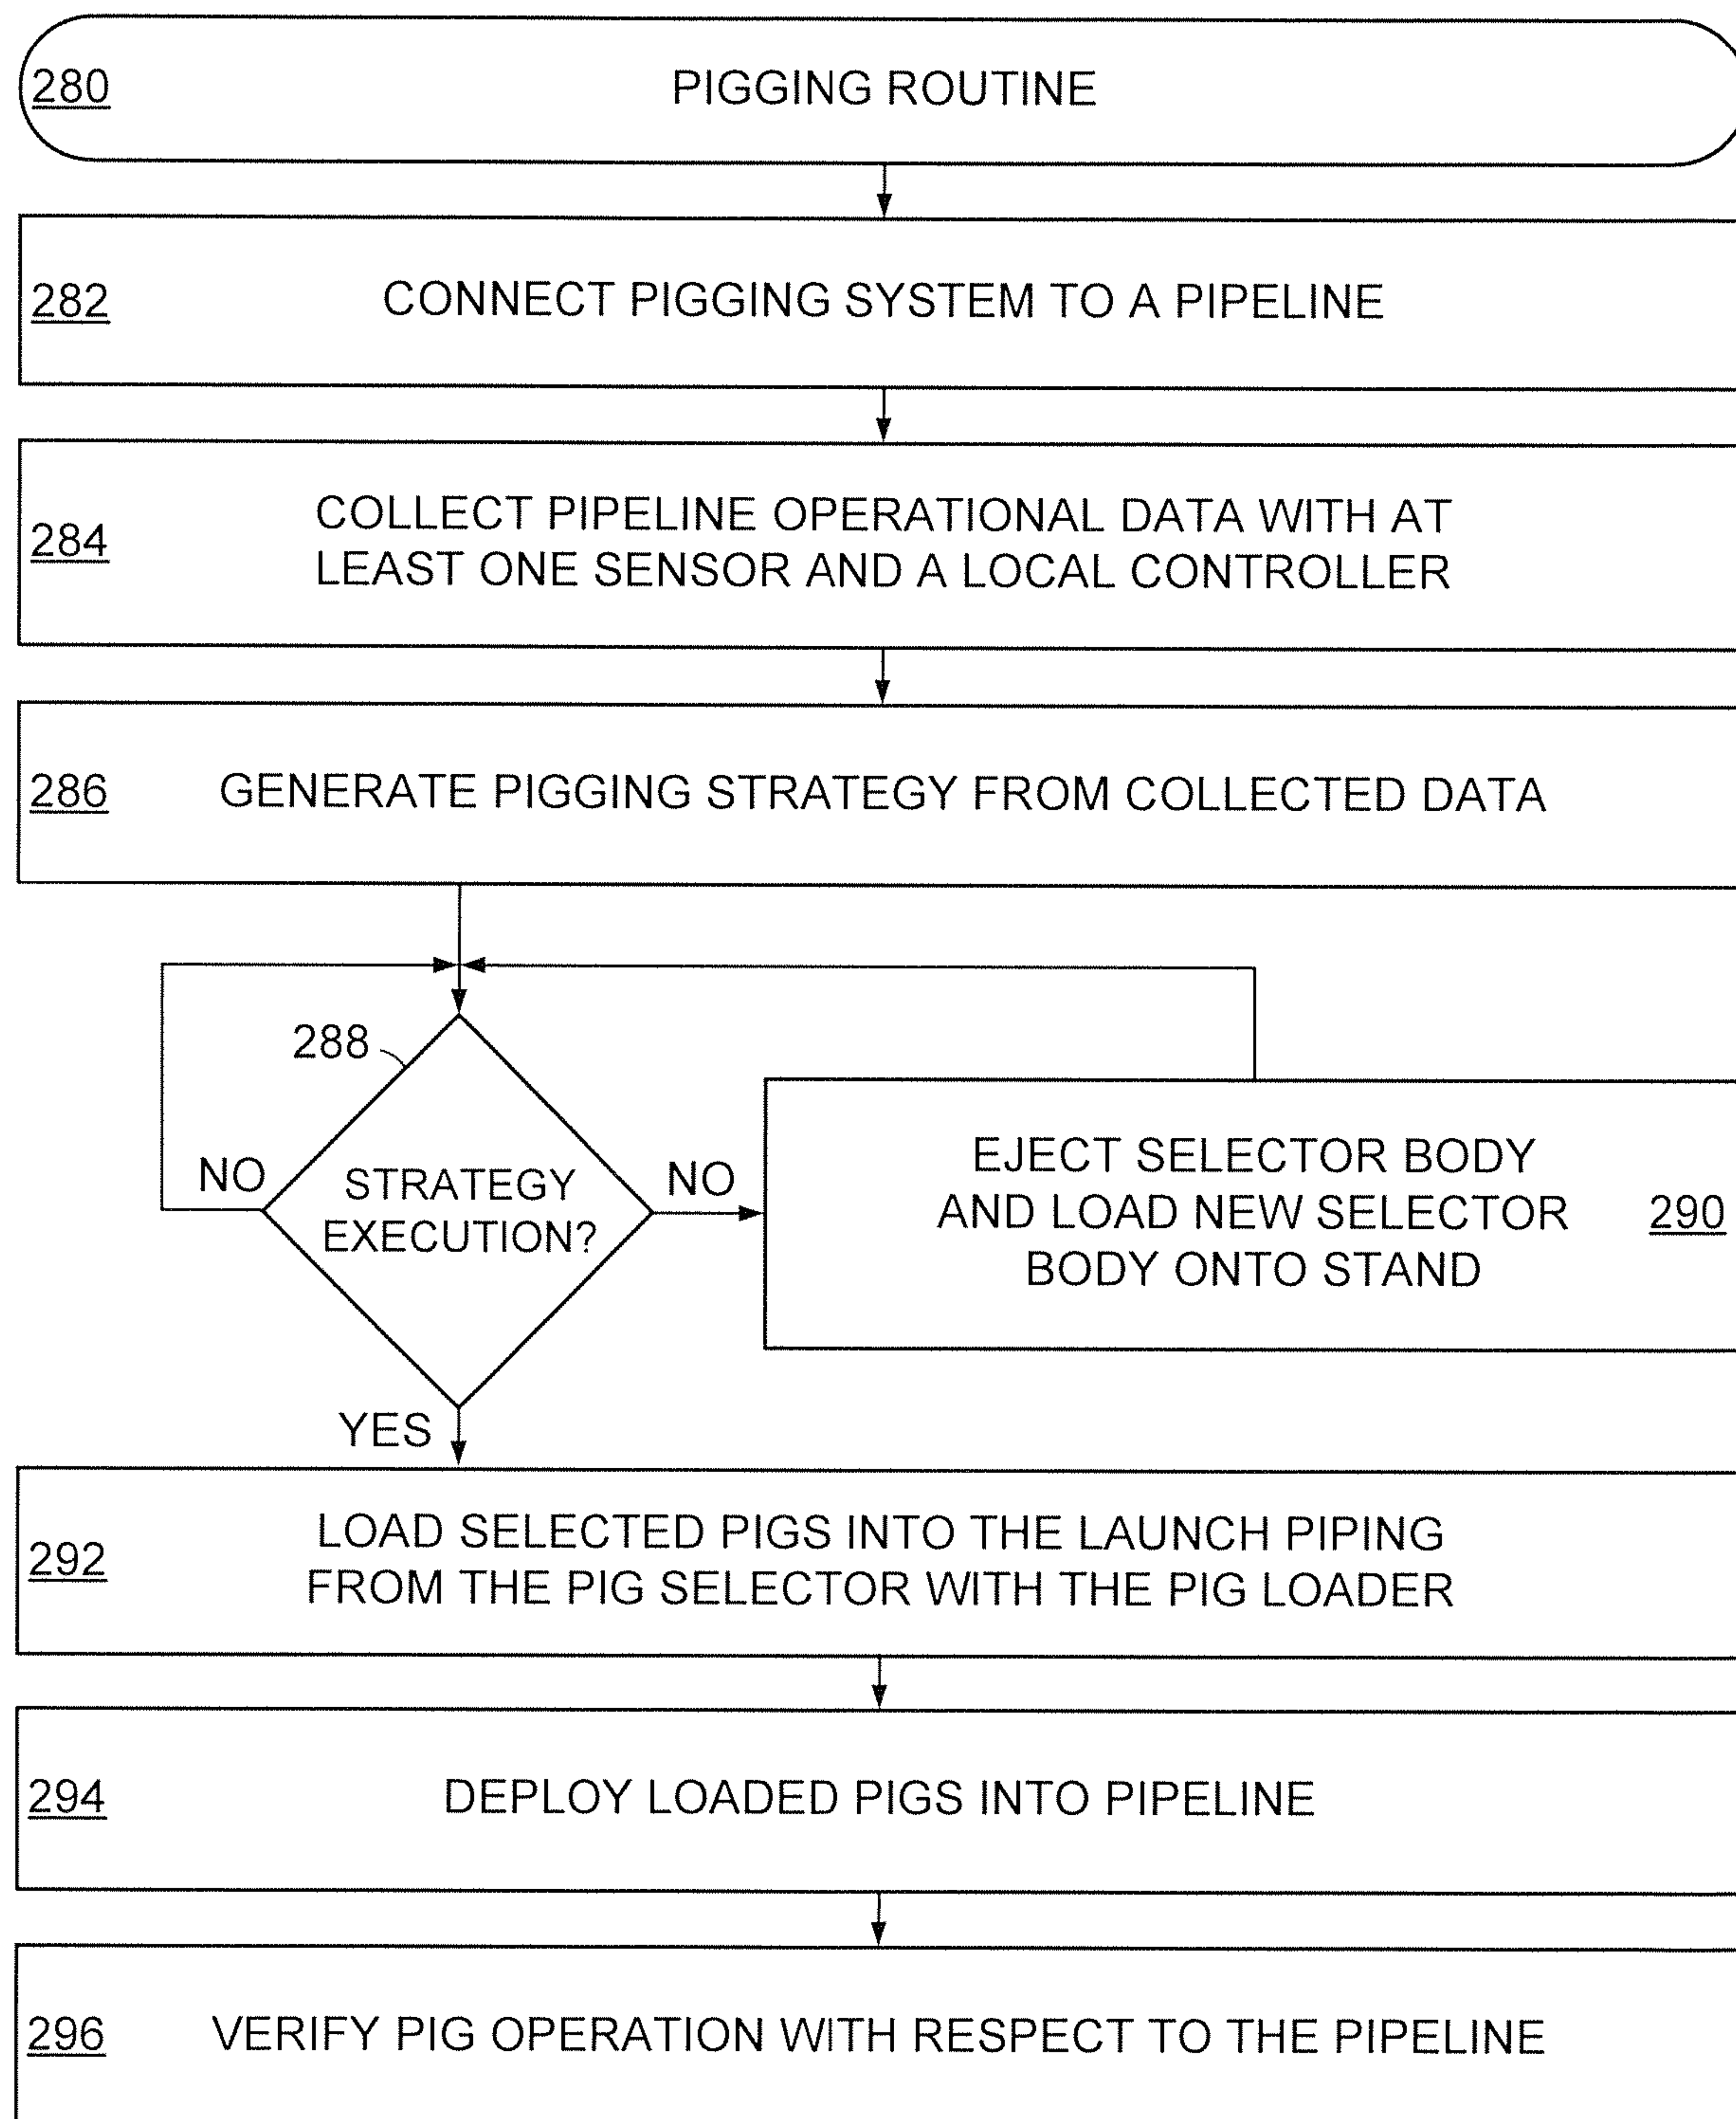 280 PIGGING ROUTINE
282 CONNECT PIGGING SYSTEM TO A PIPELINE
COLLECT PIPELINE OPERATIONAL DATA WITH AT
284
LEAST ONE SENSOR AND A LOCAL CONTROLLER
286 GENERATE PIGGING STRATEGY FROM COLLECTED DATA
288
NO
STRATEGY
EXECUTION?
NO
EJECT SELECTOR BODY
AND LOAD NEW SELECTOR
BODY ONTO STAND
290
YES
LOAD SELECTED PIGS INTO THE LAUNCH PIPING
292
FROM THE PIG SELECTOR WITH THE PIG LOADER
294 DEPLOY LOADED PIGS INTO PIPELINE
296 VERIFY PIG OPERATION WITH RESPECT TO THE PIPELINE